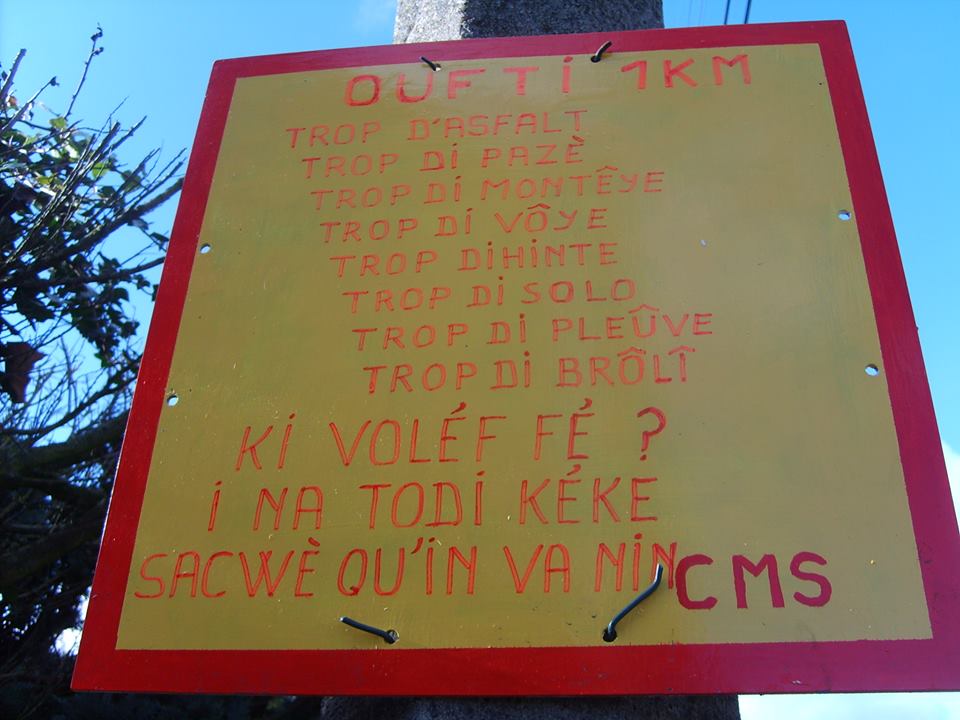 OUFTI 1KM
TROP D'ASFALT
TROP DI PAZÈ
TROP DI MONTÊYE
TROP DI VÔYE
TROP DIHINTE
TROP DI SOLO
TROP DI PLEÛVE
TROP DI BRÔLÎ
KI VOLÉF FÉ ?
I NA TODI KÉKE
SACWÈ QU'IN VA NIN CMS